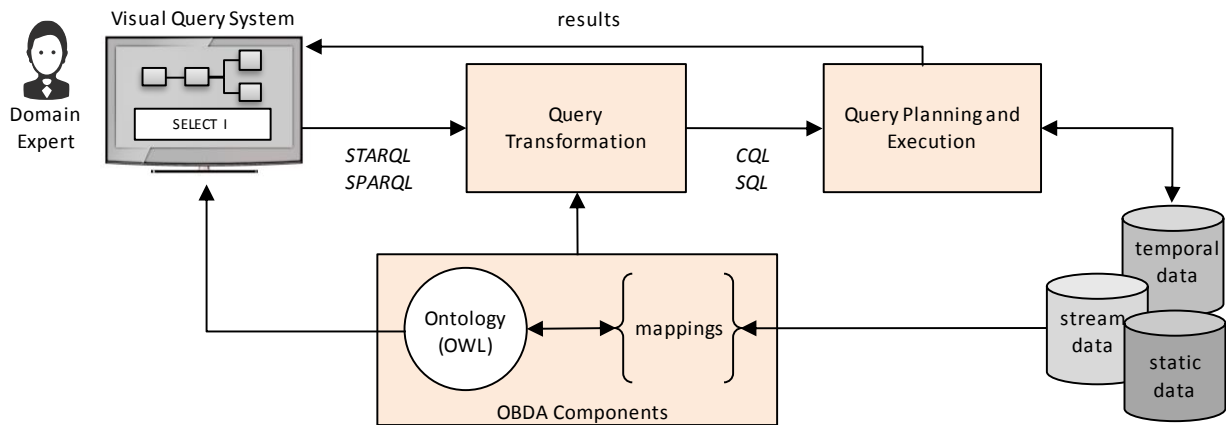 Visual Query System
results
Domain
Expert
SELECT I
STARQL
SPARQL
Query
Transformation
CQL
SQL
Query Planning and
Execution
temporal
data
stream
data
static
data
Ontology
(OWL)
mappings
OBDA Components